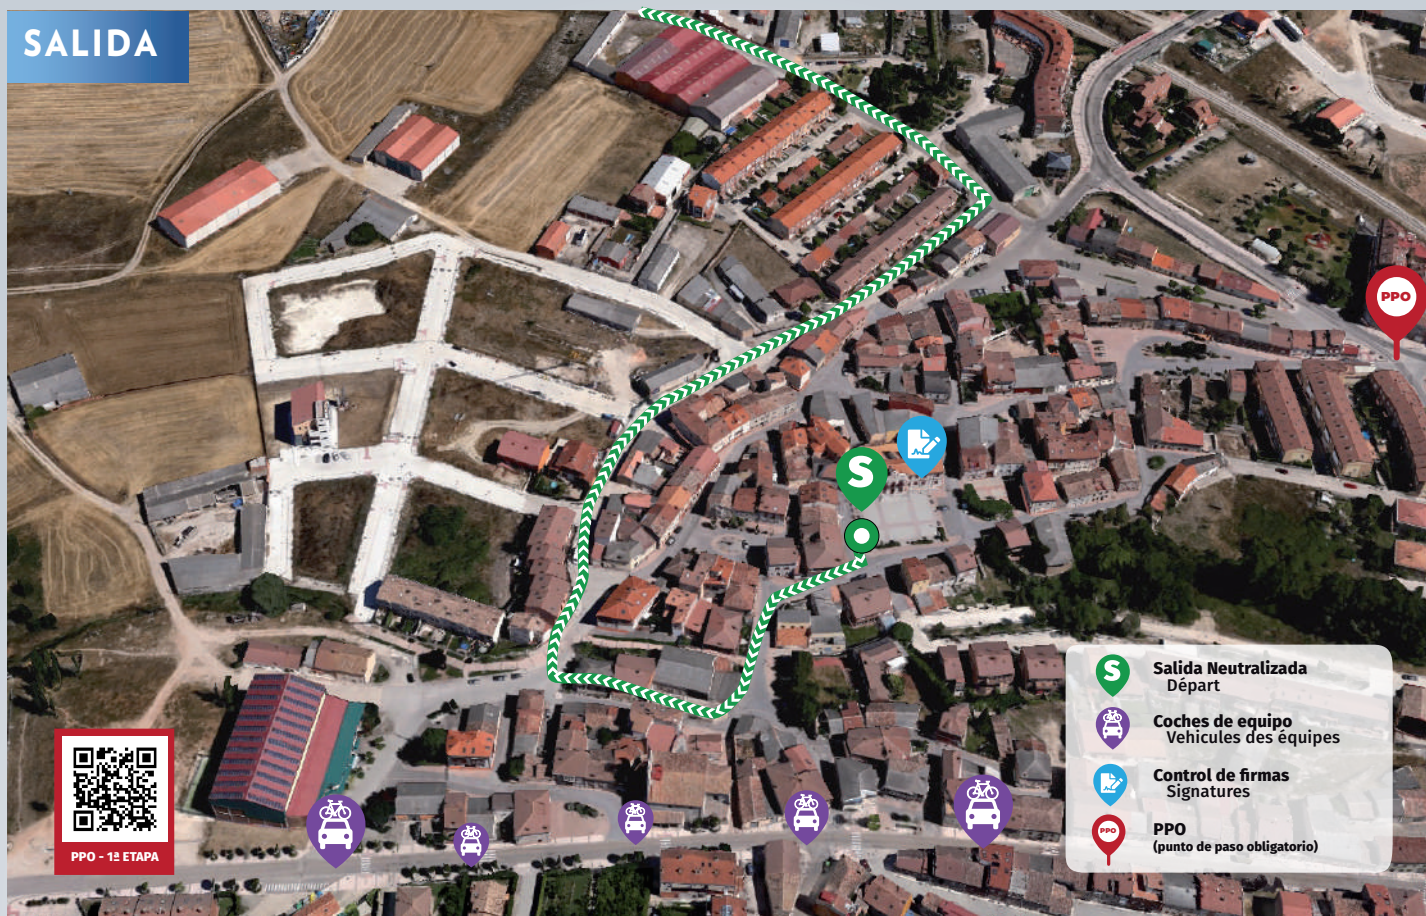 SALIDA
PPO
S
S
Salida Neutralizada
Départ
Coches de equipo
Vehicules des équipes
Control de firmas
Signatures
PPO
PPO
(punto de paso obligatorio)
PPO - 1ª ETAPA